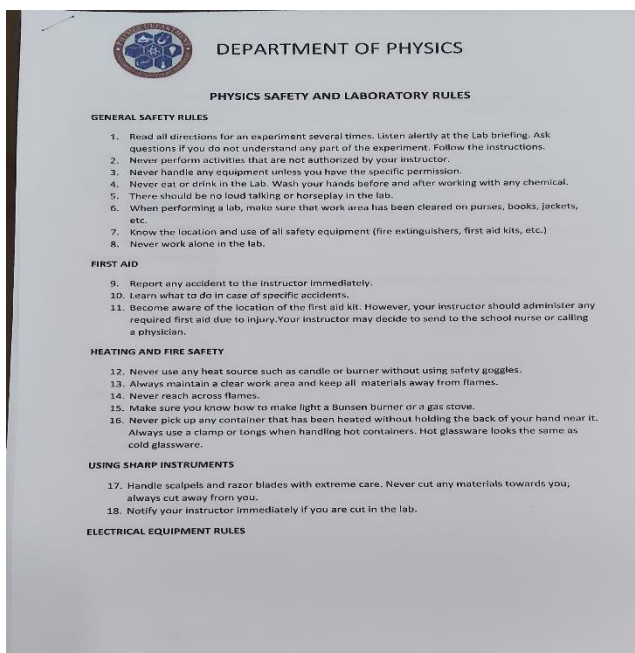 DEPARTMENT OF PHYSICS
PHYSICS SAFETY AND LABORATORY RULES
GENERAL SAFETY RULES
1. Read all directions for an experiment several times. Listen alertly at the Lab briefing. Ask
questions if you do not understand any part of the experiment. Follow the instructions.
2. Never perform activities that are not authorized by your instructor.
3. Never handle any equipment unless you have the specific permission.
4. Never eat or drink in the Lab. Wash your hands before and after working with any chemical.
5. There should be no loud talking or horseplay in the lab.
6. When performing a lab, make sure that work area has been cleared on purses, books, jackets,
etc.
7. Know the location and use of all safety equipment (fire extinguishers, first aid kits, etc.)
8. Never work alone in the lab.
FIRST AID
9. Report any accident to the instructor immediately.
10. Learn what to do in case of specific accidents.
11. Become aware of the location of the first aid kit. However, your instructor should administer any
required first aid due to injury.Your instructor may decide to send to the school nurse or calling
a physician.
HEATING AND FIRE SAFETY
12. Never use any heat source such as candle or burner without using safety goggles.
13. Always maintain a clear work area and keep all materials away from flames.
14. Never reach across flames.
15. Make sure you know how to make light a Bunsen burner or a gas stove.
16. Never pick up any container that has been heated without holding the back of your hand near it.
Always use a clamp or tongs when handling hot containers. Hot glassware looks the same as
cold glassware.
USING SHARP INSTRUMENTS
17. Handle scalpels and razor blades with extreme care. Never cut any materials towards you;
always cut away from you.
18. Notify your instructor immediately if you are cut in the lab.
ELECTRICAL EQUIPMENT RULES